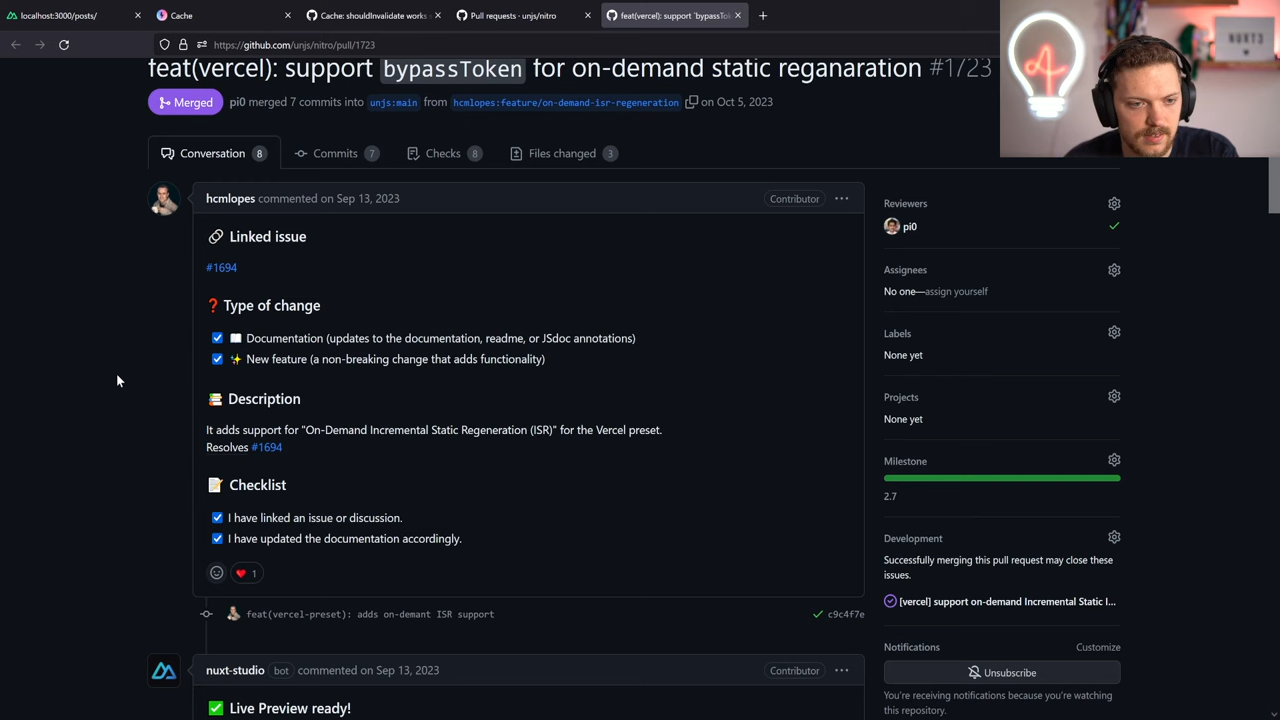 localhost:3000/posts/
Cache
Cache: shouldInvalidate works s
Pull requests · unjs/nitro
feat(vercel): support `bypassTok
https://github.com/unjs/nitro/pull/1723
feat(vercel): support bypassToken for on-demand static reganaration #1723
Merged
pi0 merged 7 commits into unjs:main from hcmlopes:feature/on-demand-isr-regeneration on Oct 5, 2023
Conversation 8
Commits 7
Checks 8
Files changed 3
hcmlopes commented on Sep 13, 2023
Contributor
Linked issue
#1694
Type of change
Documentation (updates to the documentation, readme, or JSdoc annotations)
New feature (a non-breaking change that adds functionality)
Description
It adds support for "On-Demand Incremental Static Regeneration (ISR)" for the Vercel preset.
Resolves #1694
Checklist
I have linked an issue or discussion.
I have updated the documentation accordingly.
1
feat(vercel-preset): adds on-demant ISR support
c9c4f7e
nuxt-studio bot commented on Sep 13, 2023
Contributor
Live Preview ready!
Reviewers
pi0
Assignees
No one—assign yourself
Labels
None yet
Projects
None yet
Milestone
2.7
Development
Successfully merging this pull request may close these
issues.
[vercel] support on-demand Incremental Static I...
Notifications
Customize
Unsubscribe
You're receiving notifications because you're watching
this repository.
NUXT3